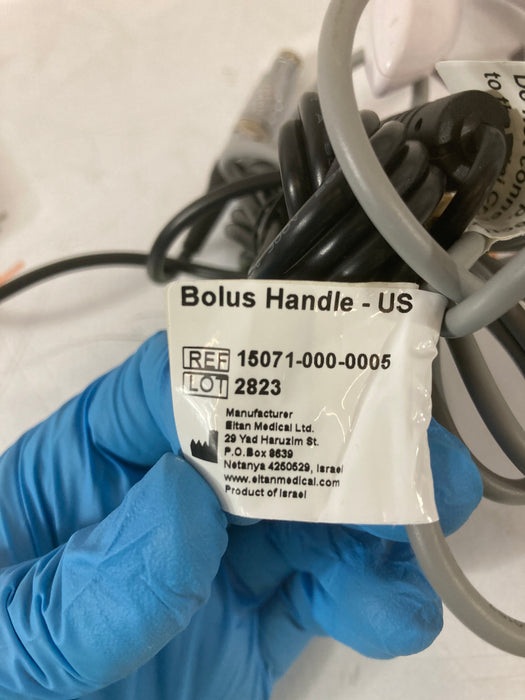 Bolus Handle - US
REF 15071-000-0005
LOT 2823
Manufacturer
Eitan Medical Ltd.
29 Yad Haruzim St.
P.O.Box 8639
Netanya 4250529, Israel
www.eitanmedical.com
Product of Israel